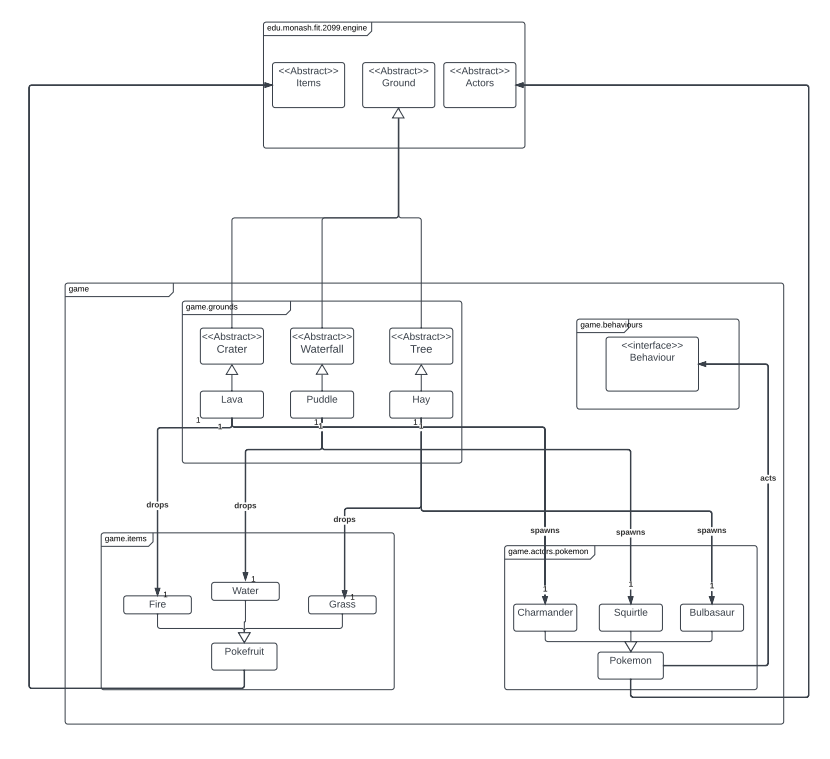 edu.monash.fit.2099.engine
<<Abstract>>
Items
<<Abstract>>
Ground
<<Abstract>>
Actors
game
game.grounds
<<Abstract>>
Crater
<<Abstract>>
Waterfall
<<Abstract>>
Tree
game.behaviours
<<interface>>
Behaviour
Lava
Puddle
Hay
1
1
1
1
1
1
acts
drops
drops
drops
spawns
spawns
spawns
game.items
game.actors.pokemon
1
Water
1
Fire
1
Grass
1
Charmander
1
Squirtle
1
Bulbasaur
Pokefruit
Pokemon